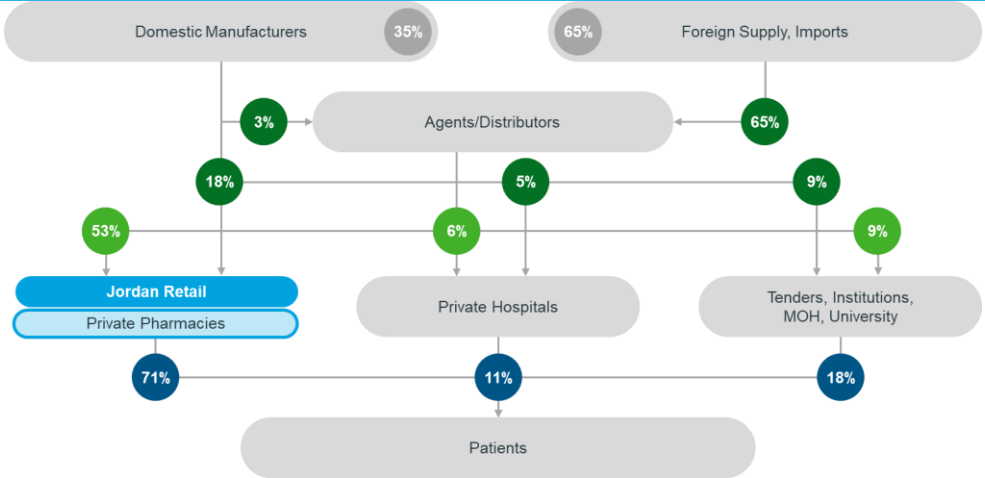 Domestic Manufacturers
35%
65%
Foreign Supply, Imports
3%
Agents/Distributors
65%
18%
5%
9%
53%
6%
9%
Jordan Retail
Private Pharmacies
Private Hospitals
Tenders, Institutions,
MOH, University
71%
11%
18%
Patients